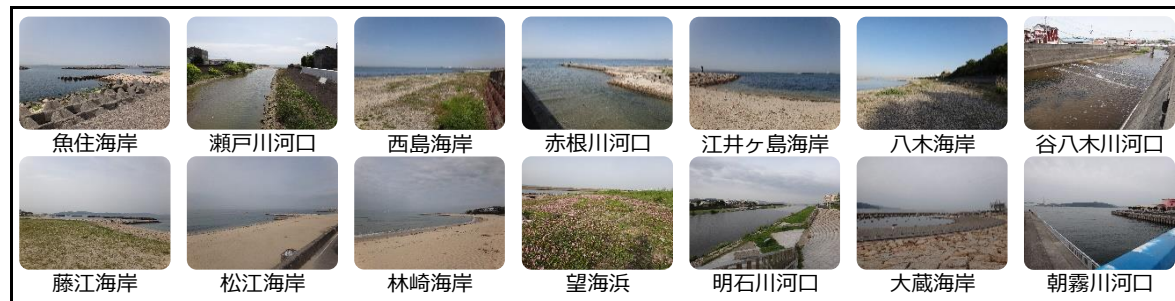 魚住海岸
瀬戸川河口
西島海岸
赤根川河口
江井ヶ島海岸
八木海岸
谷八木川河口
藤江海岸
松江海岸
林崎海岸
望海浜
明石川河口
大蔵海岸
朝霧川河口